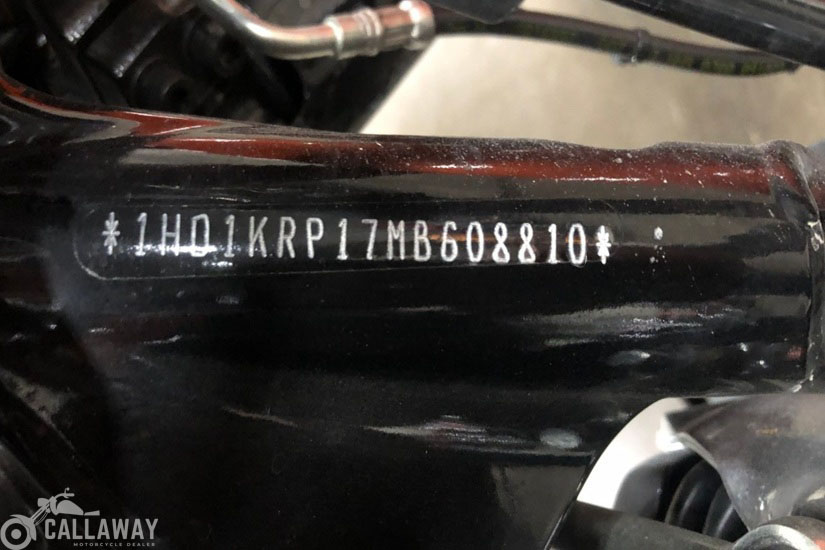 *1HD1KRP17MB608810*
CALLAWAY
MOTORCYCLE DEALER